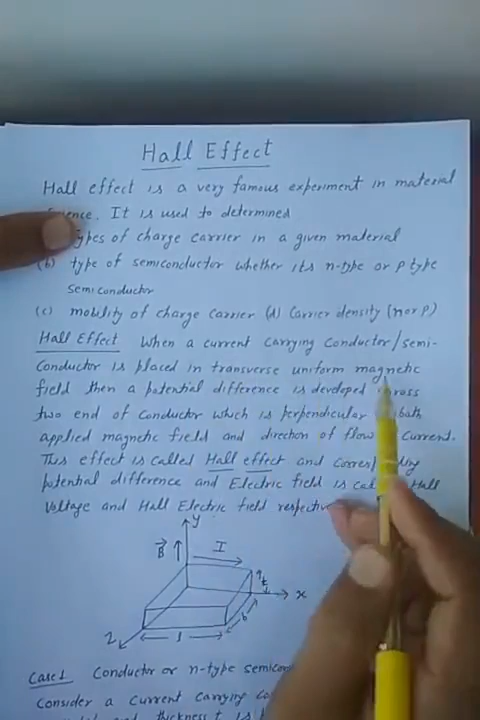 Hall Effect
Hall effect is a very famous experiment in material
. It is used to determined
types of charge carrier in a given material
(b) type of semiconductor whether its n-type or p type
semiconductor
(c) mobility of charge carrier (d) Carrier density (n or p)
Hall Effect When a current carrying conductor/semi-
conductor is placed in transverse uniform magnetic
field then a potential difference is developed
two end of conductor which is perpendicular
applied magnetic field and direction of flow current.
This effect is called Hall effect and
potential difference and Electric field is Hall
Voltage and Hall Electric field
y
B
I
t
x
b
l
z
Case 1 Conductor or n-type
Consider a current carrying
thickness t is